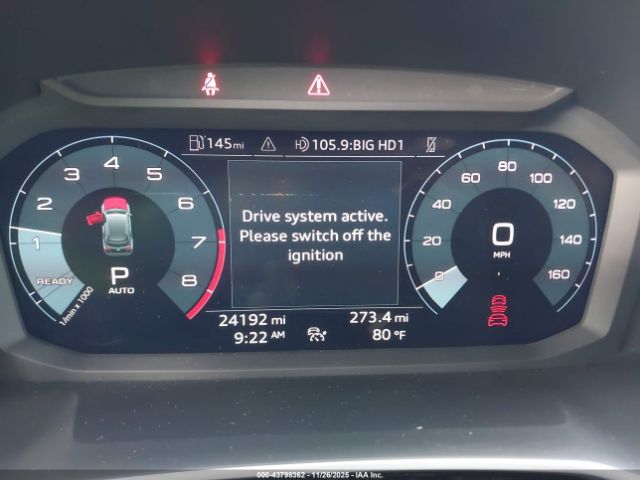 145mi
105.9:BIG HD1
1 2 3 4 5 6 7 8
READY
1/min x 1000
P
AUTO
Drive system active.
Please switch off the
ignition
0 20 40 60 80 100 120 140 160
0
MPH
24192 mi
273.4 mi
9:22 AM
80 °F
000-43798362 • 11/26/2025 • IAA Inc.